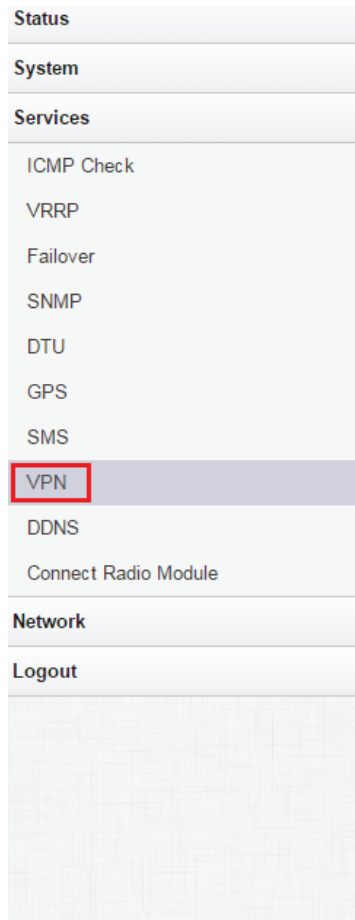 Status
System
Services
ICMP Check
VRRP
Failover
SNMP
DTU
GPS
SMS
VPN
DDNS
Connect Radio Module
Network
Logout